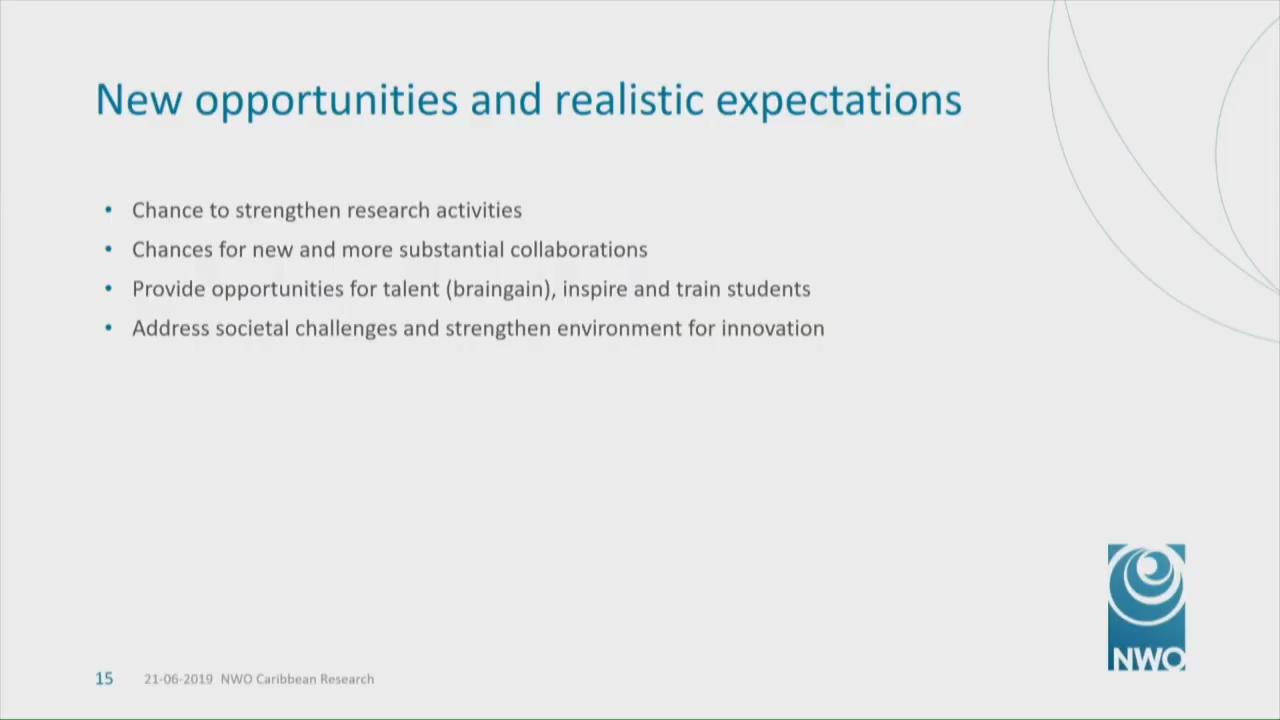 New opportunities and realistic expectations
• Chance to strengthen research activities
• Chances for new and more substantial collaborations
• Provide opportunities for talent (braingain), inspire and train students
• Address societal challenges and strengthen environment for innovation
NWO
15 21-06-2019 NWO Caribbean Research